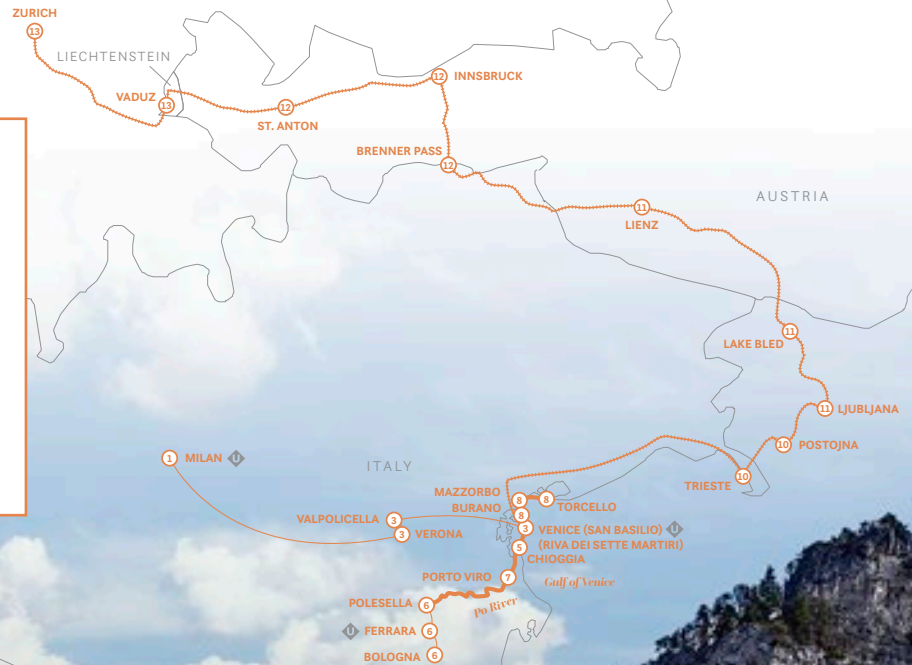 ZURICH
13
LIECHTENSTEIN
VADUZ
13
12
ST. ANTON
12
INNSBRUCK
BRENNER PASS
12
11
LIENZ
AUSTRIA
LAKE BLED
11
11
LJUBLJANA
10
POSTOJNA
TRIESTE
10
1
MILAN
U
ITALY
MAZZORBO
8
8
TORCELLO
BURANO
8
VALPOLICELLA
3
3
VERONA
3
VENICE (SAN BASILIO)
U
(RIVA DEI SETTE MARTIRI)
5
CHIOGGIA
PORTO VIRO
7
Gulf of Venice
Po River
POLESELLA
6
U
FERRARA
6
BOLOGNA
6